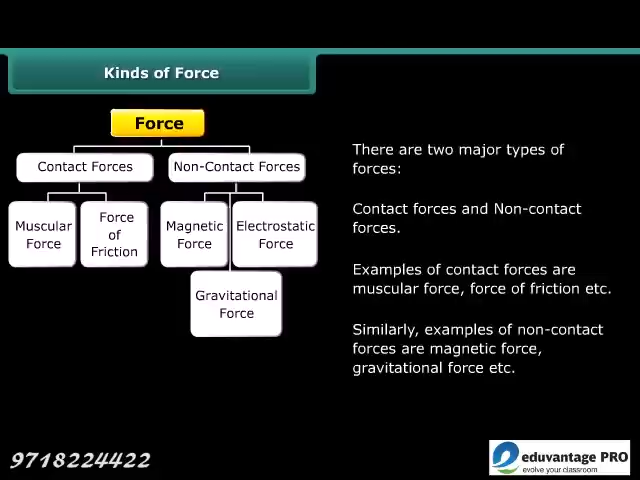 Kinds of Force
Force
Contact Forces
Non-Contact Forces
Muscular
Force
Force
of
Friction
Magnetic
Force
Electrostatic
Force
Gravitational
Force
There are two major types of
forces:
Contact forces and Non-contact
forces.
Examples of contact forces are
muscular force, force of friction etc.
Similarly, examples of non-contact
forces are magnetic force,
gravitational force etc.
9718224422
eduvantage PRO
evolve your classroom